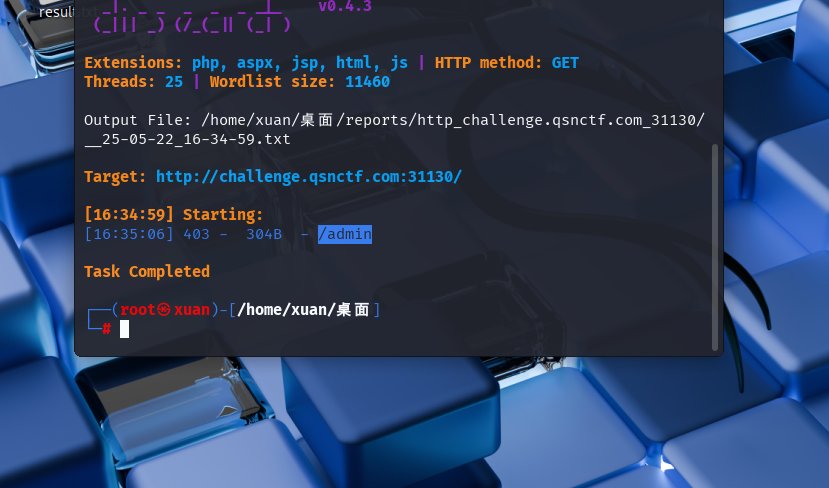 result.txt
_|. _ _  _  _  _ _|_    v0.4.3
(_||| _) (/_(_|| (_| )
Extensions: php, aspx, jsp, html, js | HTTP method: GET
Threads: 25 | Wordlist size: 11460
Output File: /home/xuan/桌面/reports/http_challenge.qsnctf.com_31130/
__25-05-22_16-34-59.txt
Target: http://challenge.qsnctf.com:31130/
[16:34:59] Starting:
[16:35:06] 403 -  304B  - /admin
Task Completed
┌──(root㉿xuan)-[/home/xuan/桌面]
└─#